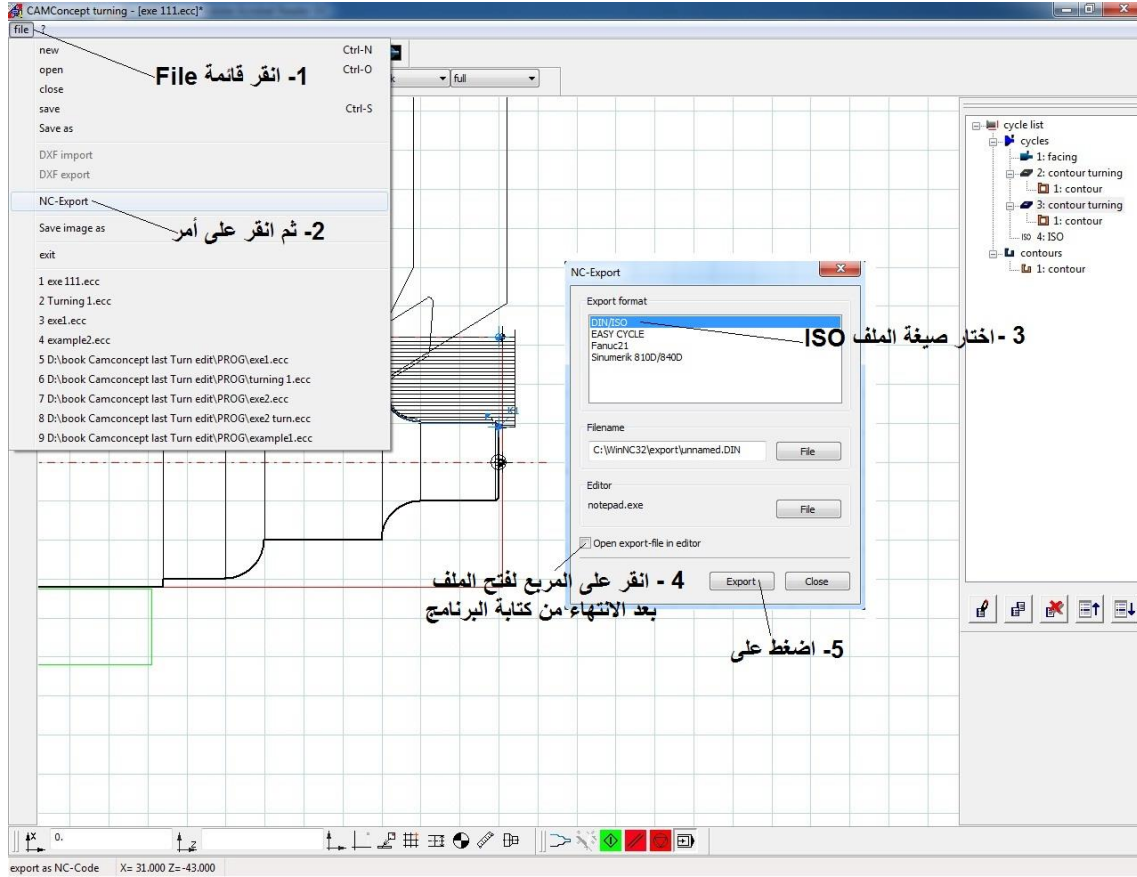 CAMConcept turning - [exe 111.ecc]*
file ?
new Ctrl-N
open Ctrl-O
close
save Ctrl-S
Save as
DXF import
DXF export
NC-Export
Save image as
exit
1 exe 111.ecc
2 Turning 1.ecc
3 exe1.ecc
4 example2.ecc
5 D:\book Camconcept last Turn edit\PROG\exe1.ecc
6 D:\book Camconcept last Turn edit\PROG\turning 1.ecc
7 D:\book Camconcept last Turn edit\PROG\exe2.ecc
8 D:\book Camconcept last Turn edit\PROG\exe2 turn.ecc
9 D:\book Camconcept last Turn edit\PROG\example1.ecc
1- انقر قائمة File
2- ثم انقر على أمر
full
cycle list
cycles
1: facing
2: contour turning
1: contour
3: contour turning
1: contour
ISO 4: ISO
contours
1: contour
NC-Export
Export format
DIN/ISO
EASY CYCLE
Fanuc21
Sinumerik 810D/840D
3 -اختار صيغة الملف ISO
Filename
C:\WinNC32\export\unnamed.DIN File
Editor
notepad.exe File
Open export-file in editor
Export Close
4 - انقر على المربع لفتح الملف
بعد الانتهاء من كتابة البرنامج
5- اضغط على
X 0.
Z
export as NC-Code X= 31.000 Z=-43.000